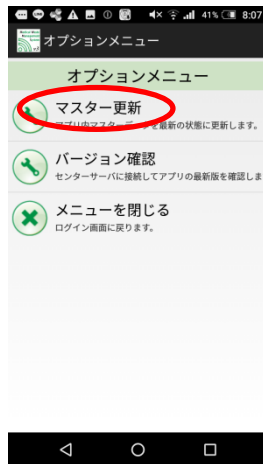 41% 8:07
オプションメニュー
オプションメニュー
マスター更新
アプリ内マスターデータを最新の状態に更新します。
バージョン確認
センターサーバに接続してアプリの最新版を確認しま
メニューを閉じる
ログイン画面に戻ります。